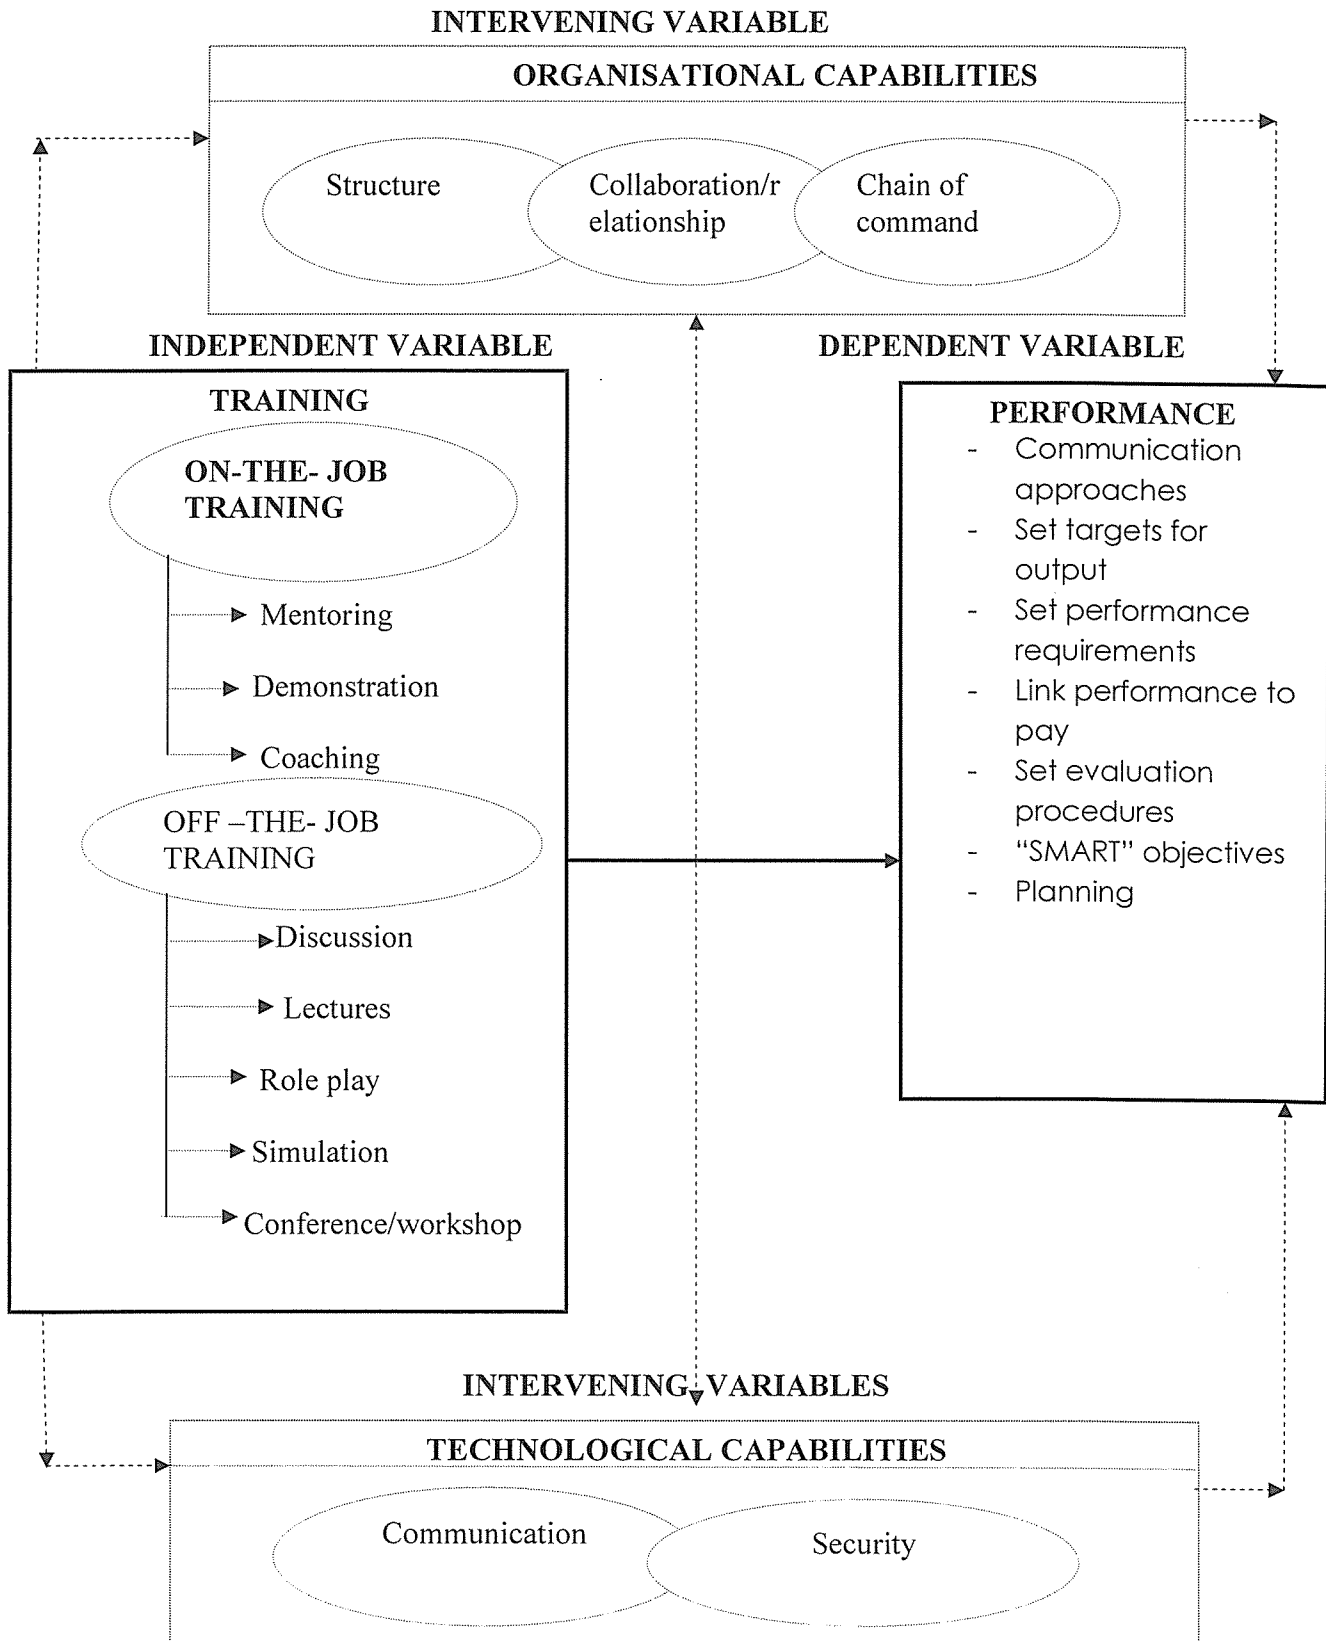 INTERVENING VARIABLE
ORGANISATIONAL CAPABILITIES
Structure
Collaboration/r
elationship
Chain of
command
INDEPENDENT VARIABLE
TRAINING
ON-THE- JOB
TRAINING
Mentoring
Demonstration
Coaching
OFF –THE- JOB
TRAINING
Discussion
Lectures
Role play
Simulation
Conference/workshop
DEPENDENT VARIABLE
PERFORMANCE
- Communication
approaches
- Set targets for
output
- Set performance
requirements
- Link performance to
pay
- Set evaluation
procedures
- “SMART” objectives
- Planning
INTERVENING VARIABLES
TECHNOLOGICAL CAPABILITIES
Communication
Security